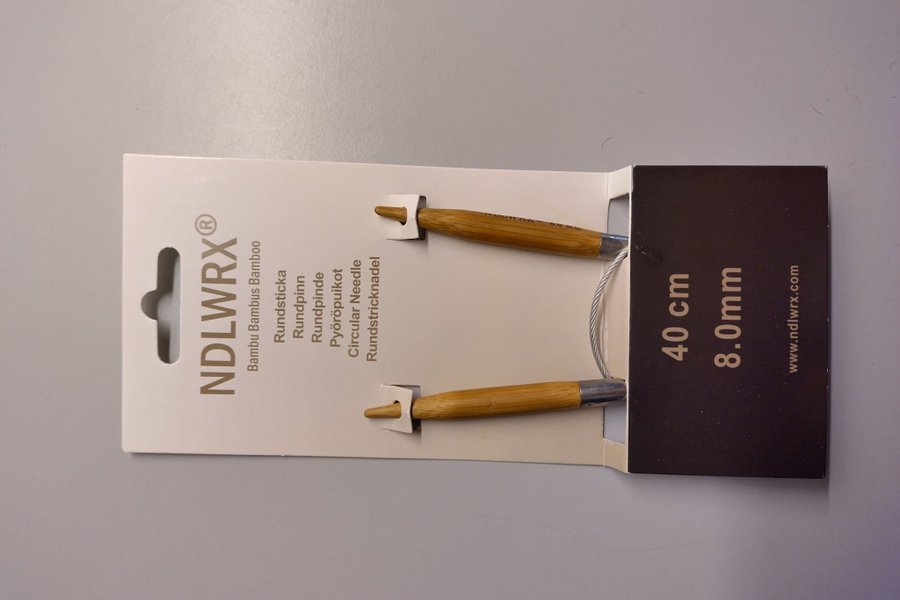 NDLWRX®
Bambu Bambus Bamboo
Rundsticka
Rundpinn
Rundpinde
Pyöröpuikot
Circular Needle
Rundstricknadel
40 cm
8.0mm
www.ndlwrx.com